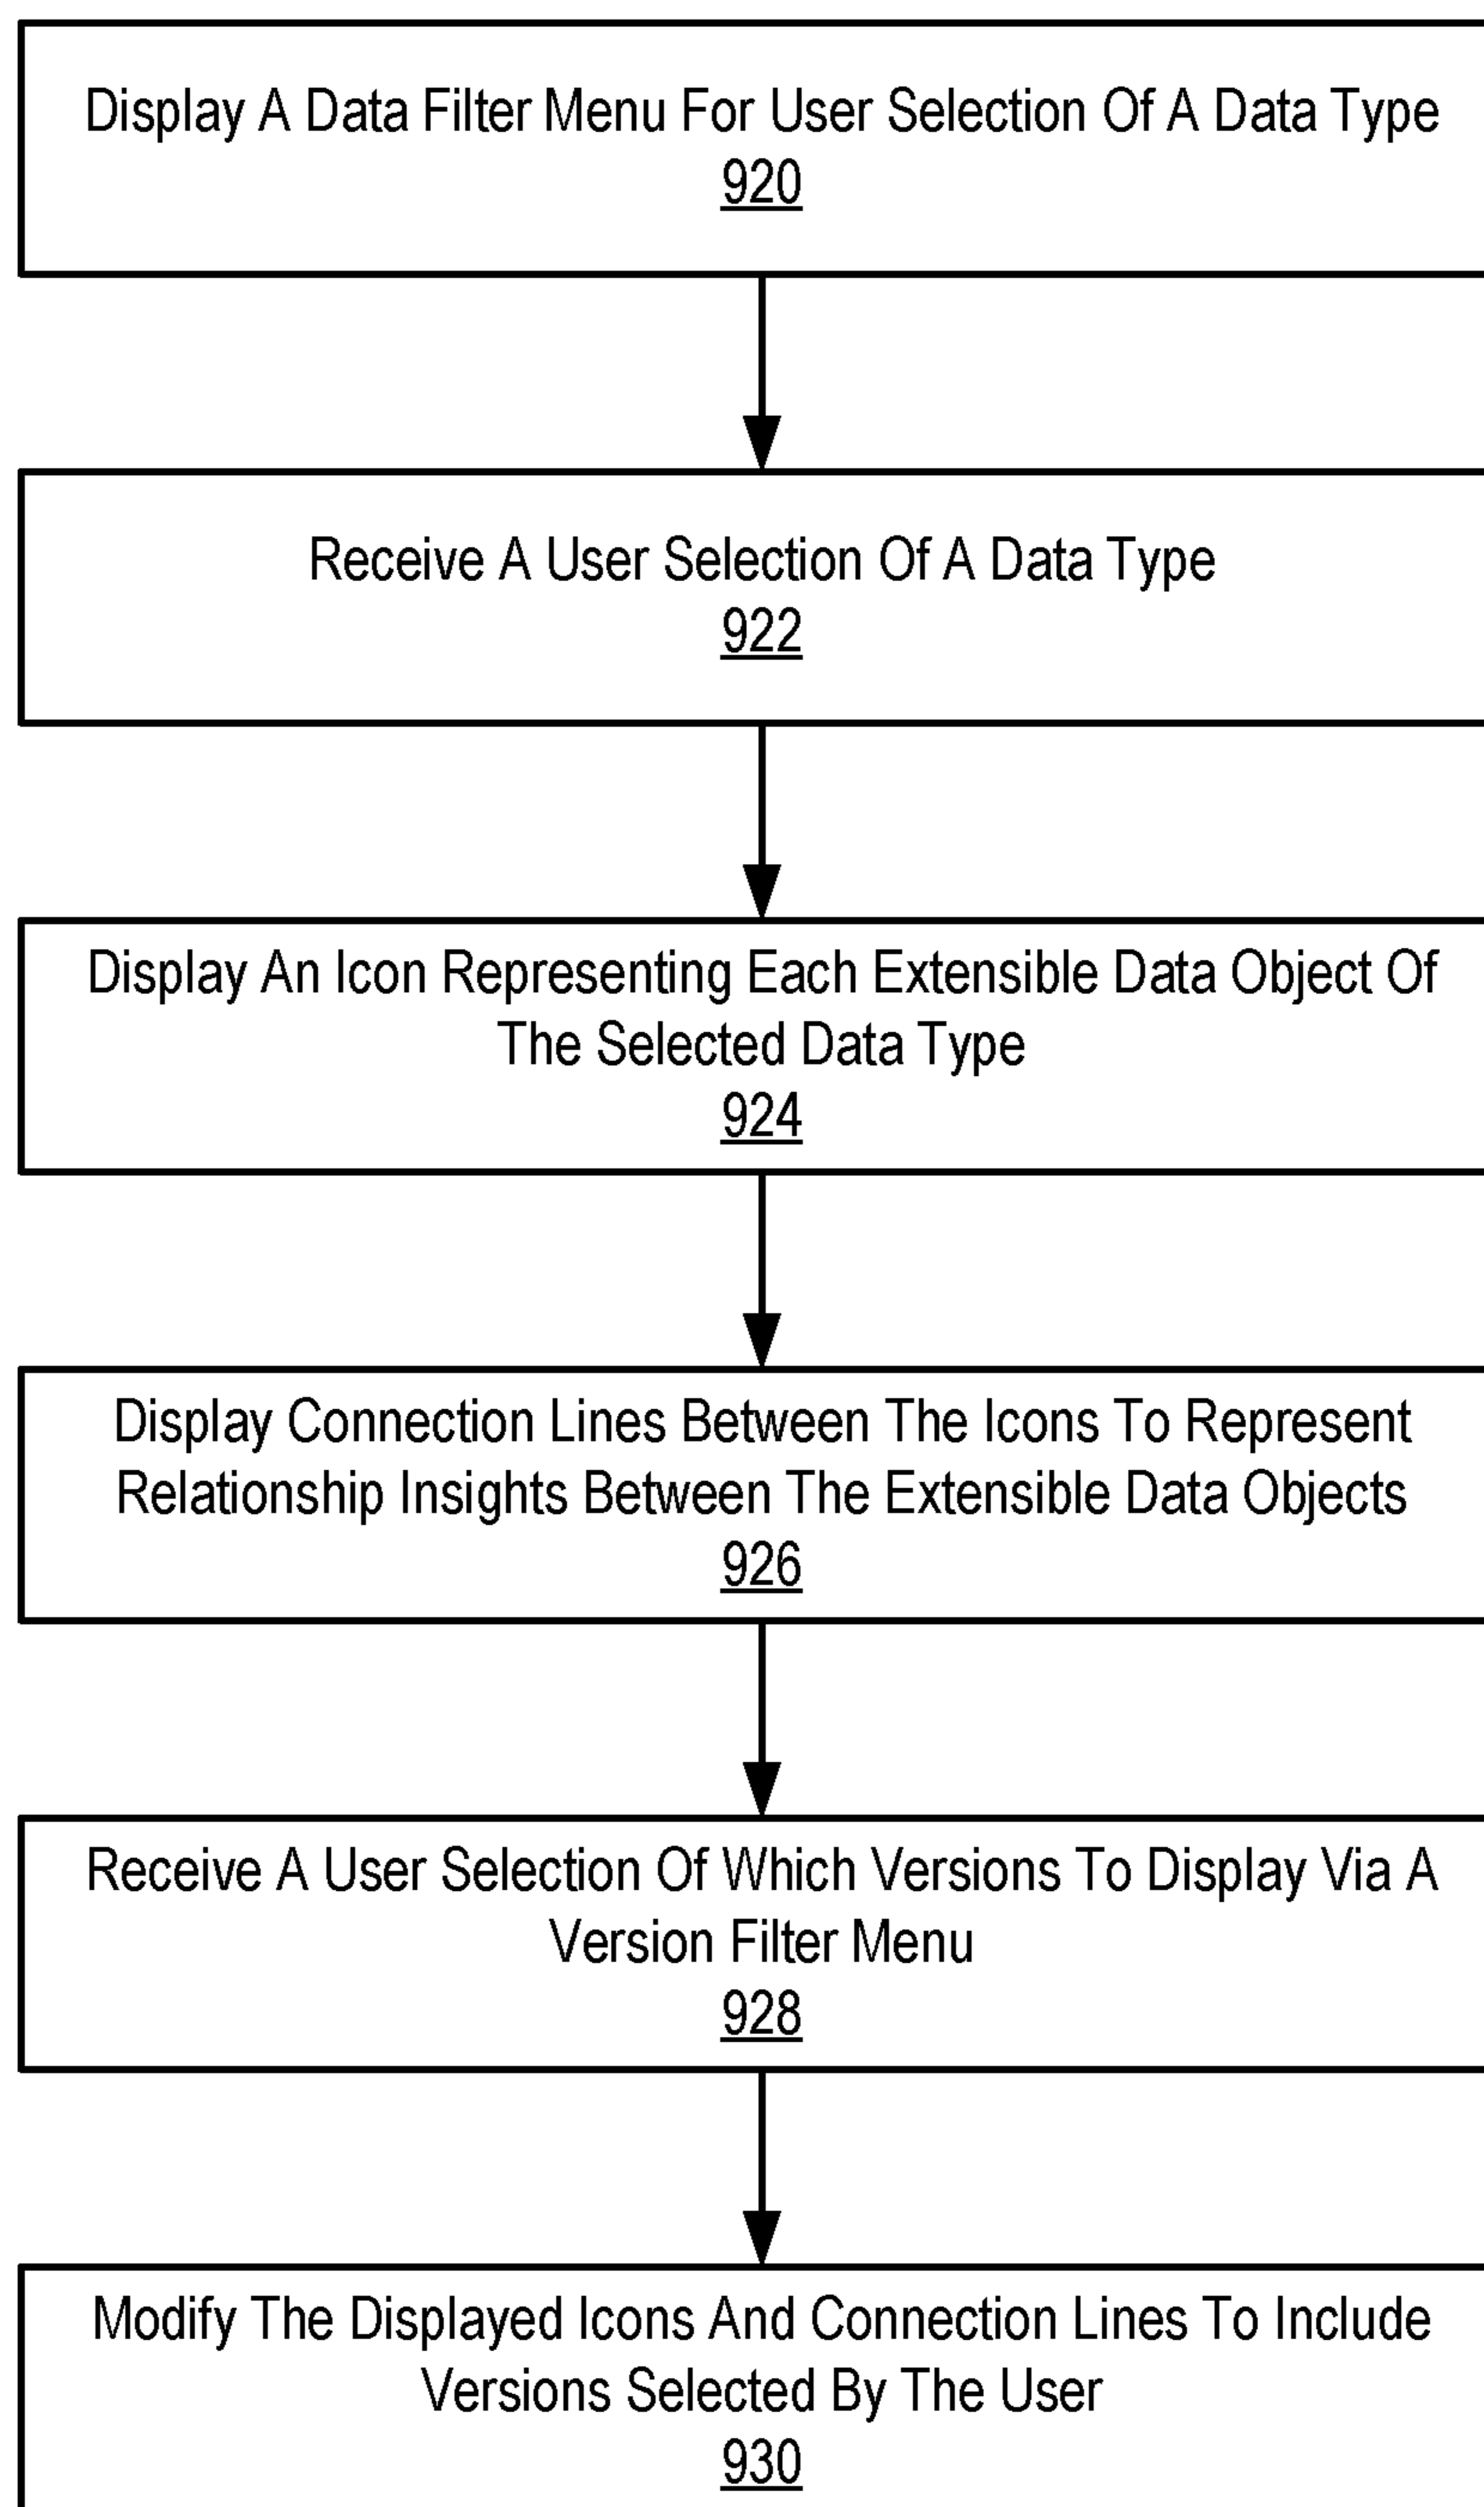 Display A Data Filter Menu For User Selection Of A Data Type
920
Receive A User Selection Of A Data Type
922
Display An Icon Representing Each Extensible Data Object Of
The Selected Data Type
924
Display Connection Lines Between The Icons To Represent
Relationship Insights Between The Extensible Data Objects
926
Receive A User Selection Of Which Versions To Display Via A
Version Filter Menu
928
Modify The Displayed Icons And Connection Lines To Include
Versions Selected By The User
930